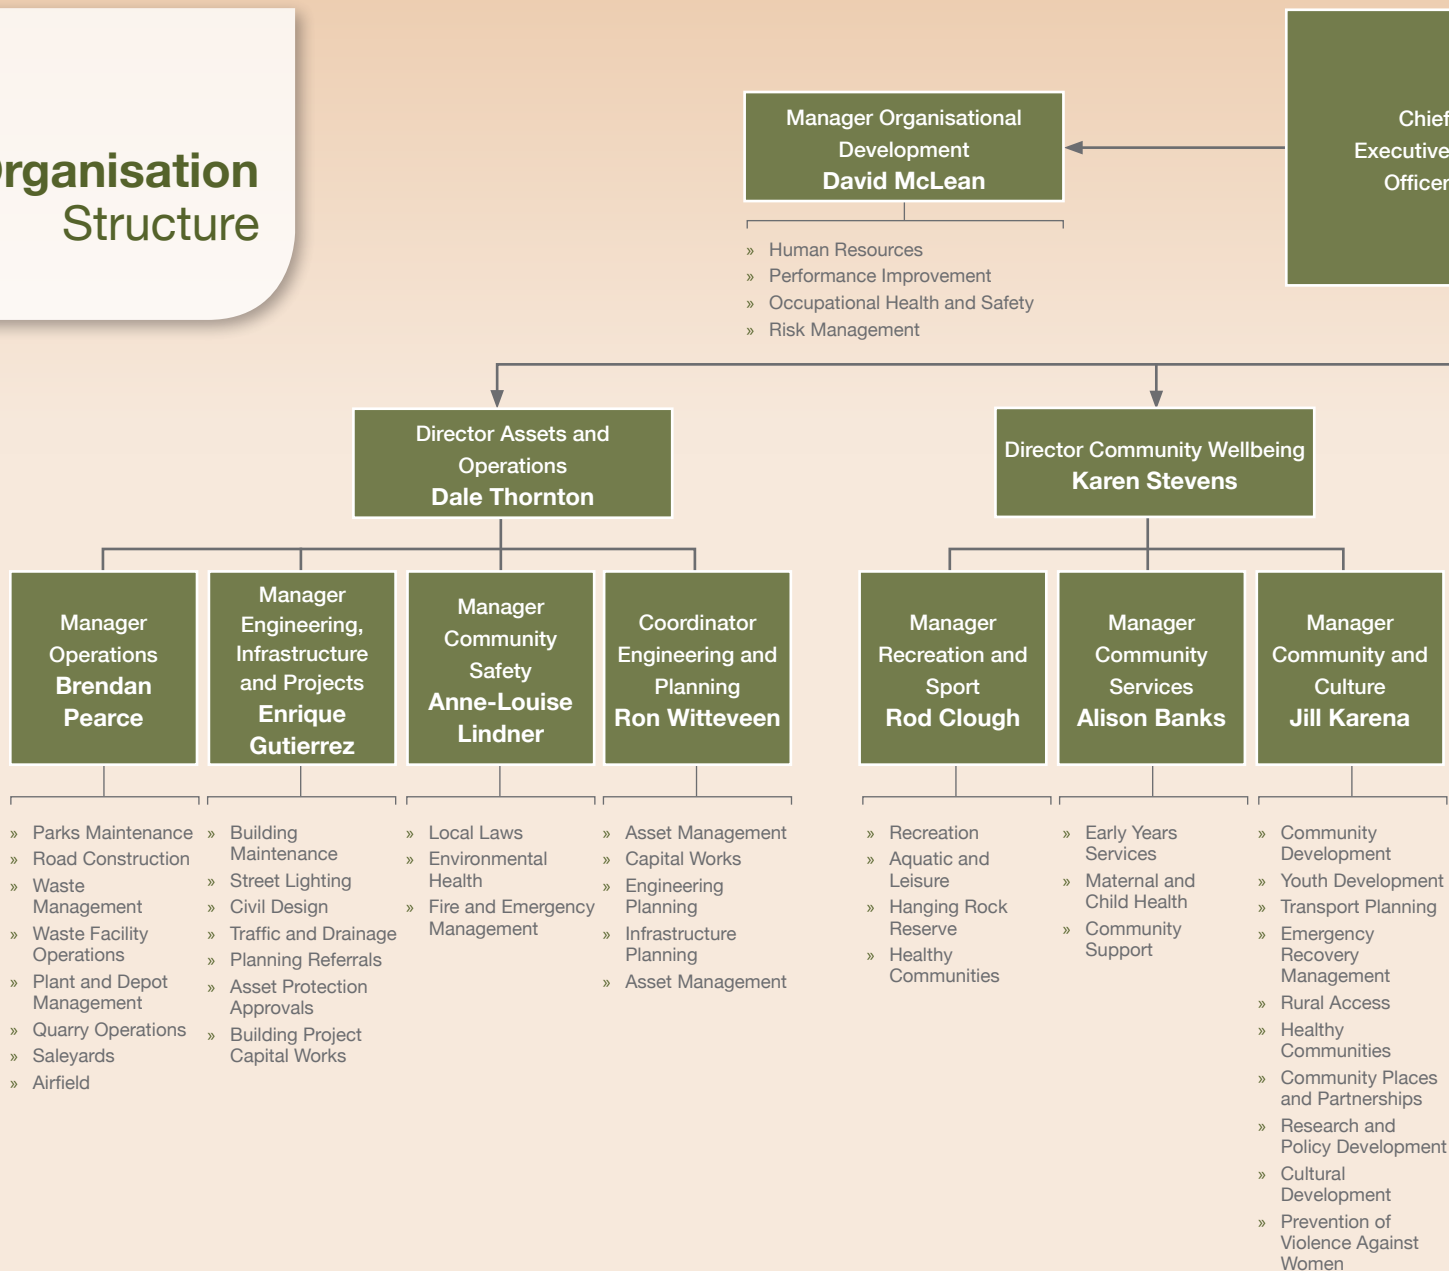 Organisation
Structure
Manager Organisational
Development
David McLean
» Human Resources
» Performance Improvement
» Occupational Health and Safety
» Risk Management
Chief
Executive
Officer
Director Assets and
Operations
Dale Thornton
Director Community Wellbeing
Karen Stevens
Manager
Operations
Brendan
Pearce
» Parks Maintenance
» Road Construction
» Waste
Management
» Waste Facility
Operations
» Plant and Depot
Management
» Quarry Operations
» Saleyards
» Airfield
Manager
Engineering,
Infrastructure
and Projects
Enrique
Gutierrez
» Building
Maintenance
» Street Lighting
» Civil Design
» Traffic and Drainage
» Planning Referrals
» Asset Protection
Approvals
» Building Project
Capital Works
Manager
Community
Safety
Anne-Louise
Lindner
» Local Laws
» Environmental
Health
» Fire and Emergency
Management
Coordinator
Engineering and
Planning
Ron Witteveen
» Asset Management
» Capital Works
» Engineering
Planning
» Infrastructure
Planning
» Asset Management
Manager
Recreation and
Sport
Rod Clough
» Recreation
» Aquatic and
Leisure
» Hanging Rock
Reserve
» Healthy
Communities
Manager
Community
Services
Alison Banks
» Early Years
Services
» Maternal and
Child Health
» Community
Support
Manager
Community and
Culture
Jill Karena
» Community
Development
» Youth Development
» Transport Planning
» Emergency
Recovery
Management
» Rural Access
» Healthy
Communities
» Community Places
and Partnerships
» Research and
Policy Development
» Cultural
Development
» Prevention of
Violence Against
Women